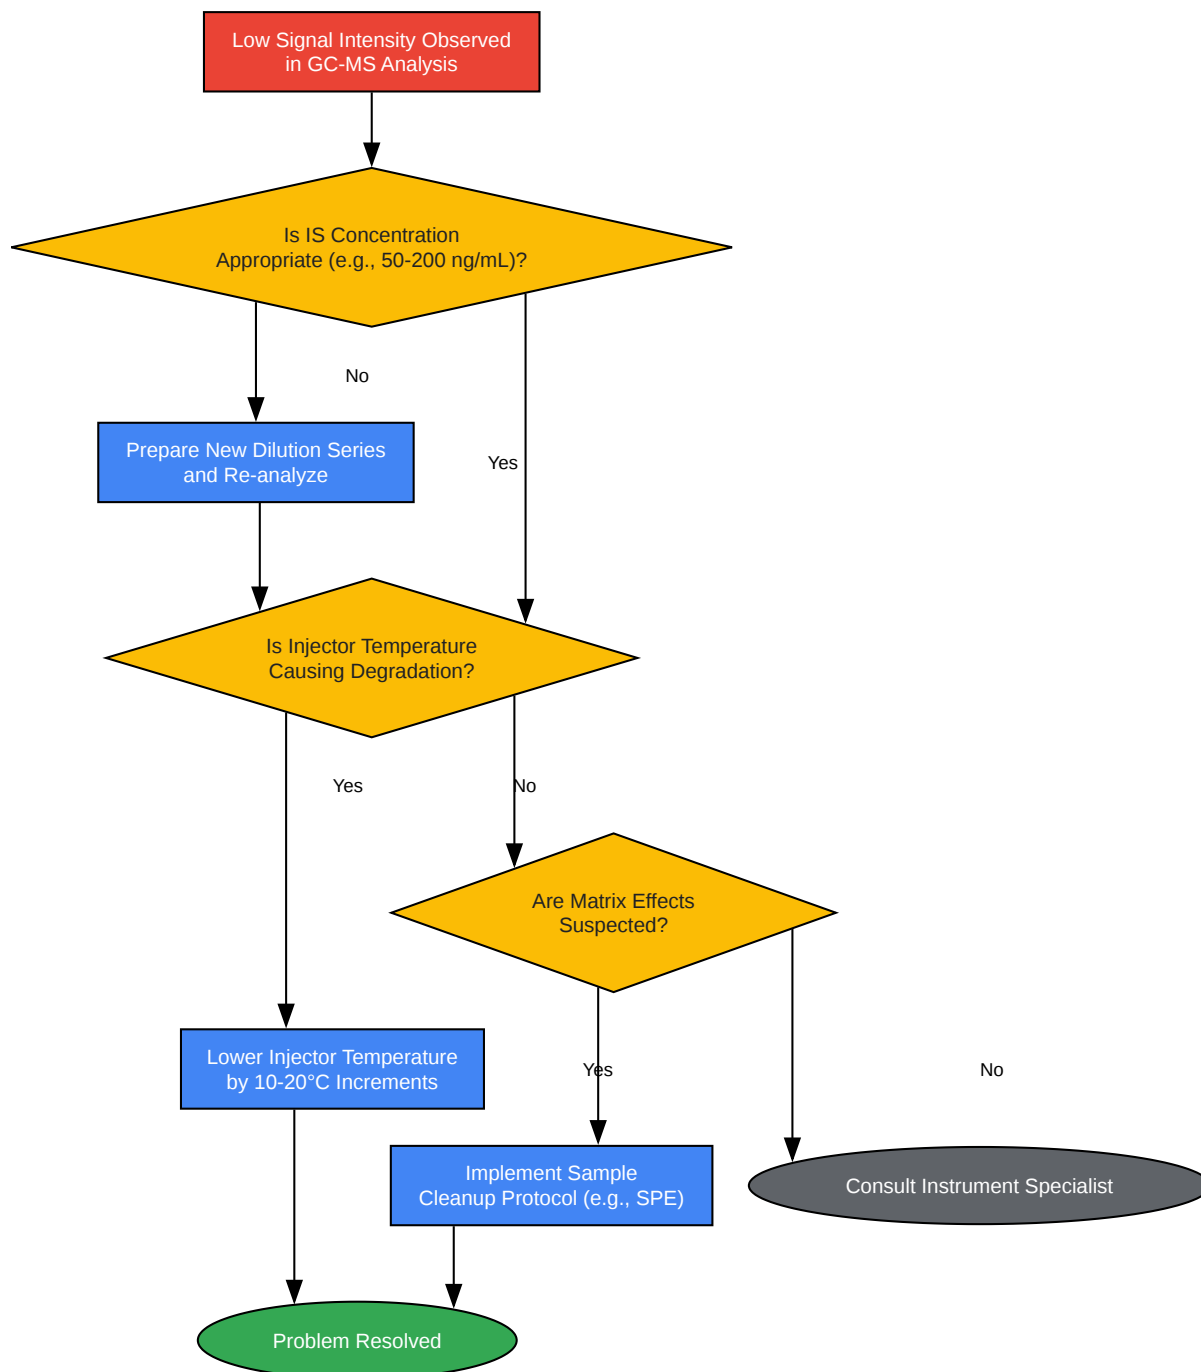 Low Signal Intensity Observed
in GC-MS Analysis
Is IS Concentration
Appropriate (e.g., 50-200 ng/mL)?
No
Prepare New Dilution Series
and Re-analyze
Yes
Is Injector Temperature
Causing Degradation?
Yes
No
Are Matrix Effects
Suspected?
Lower Injector Temperature
by 10-20°C Increments
Yes
No
Implement Sample
Cleanup Protocol (e.g., SPE)
Consult Instrument Specialist
Problem Resolved